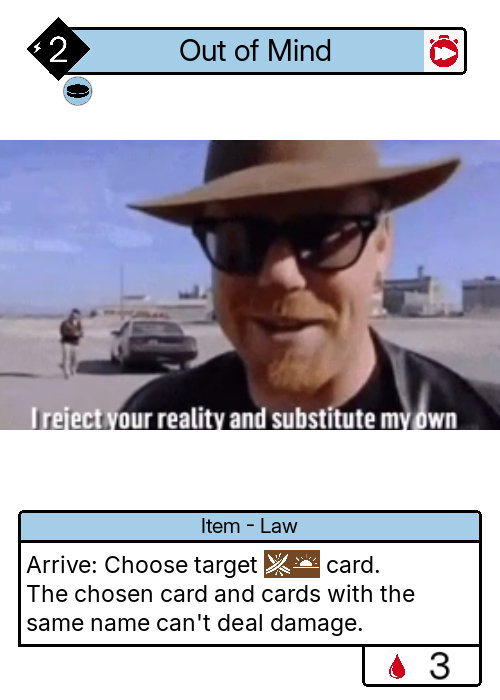 2
Out of Mind
I reject your reality and substitute my own
Item - Law
Arrive: Choose target card.
The chosen card and cards with the
same name can't deal damage.
3